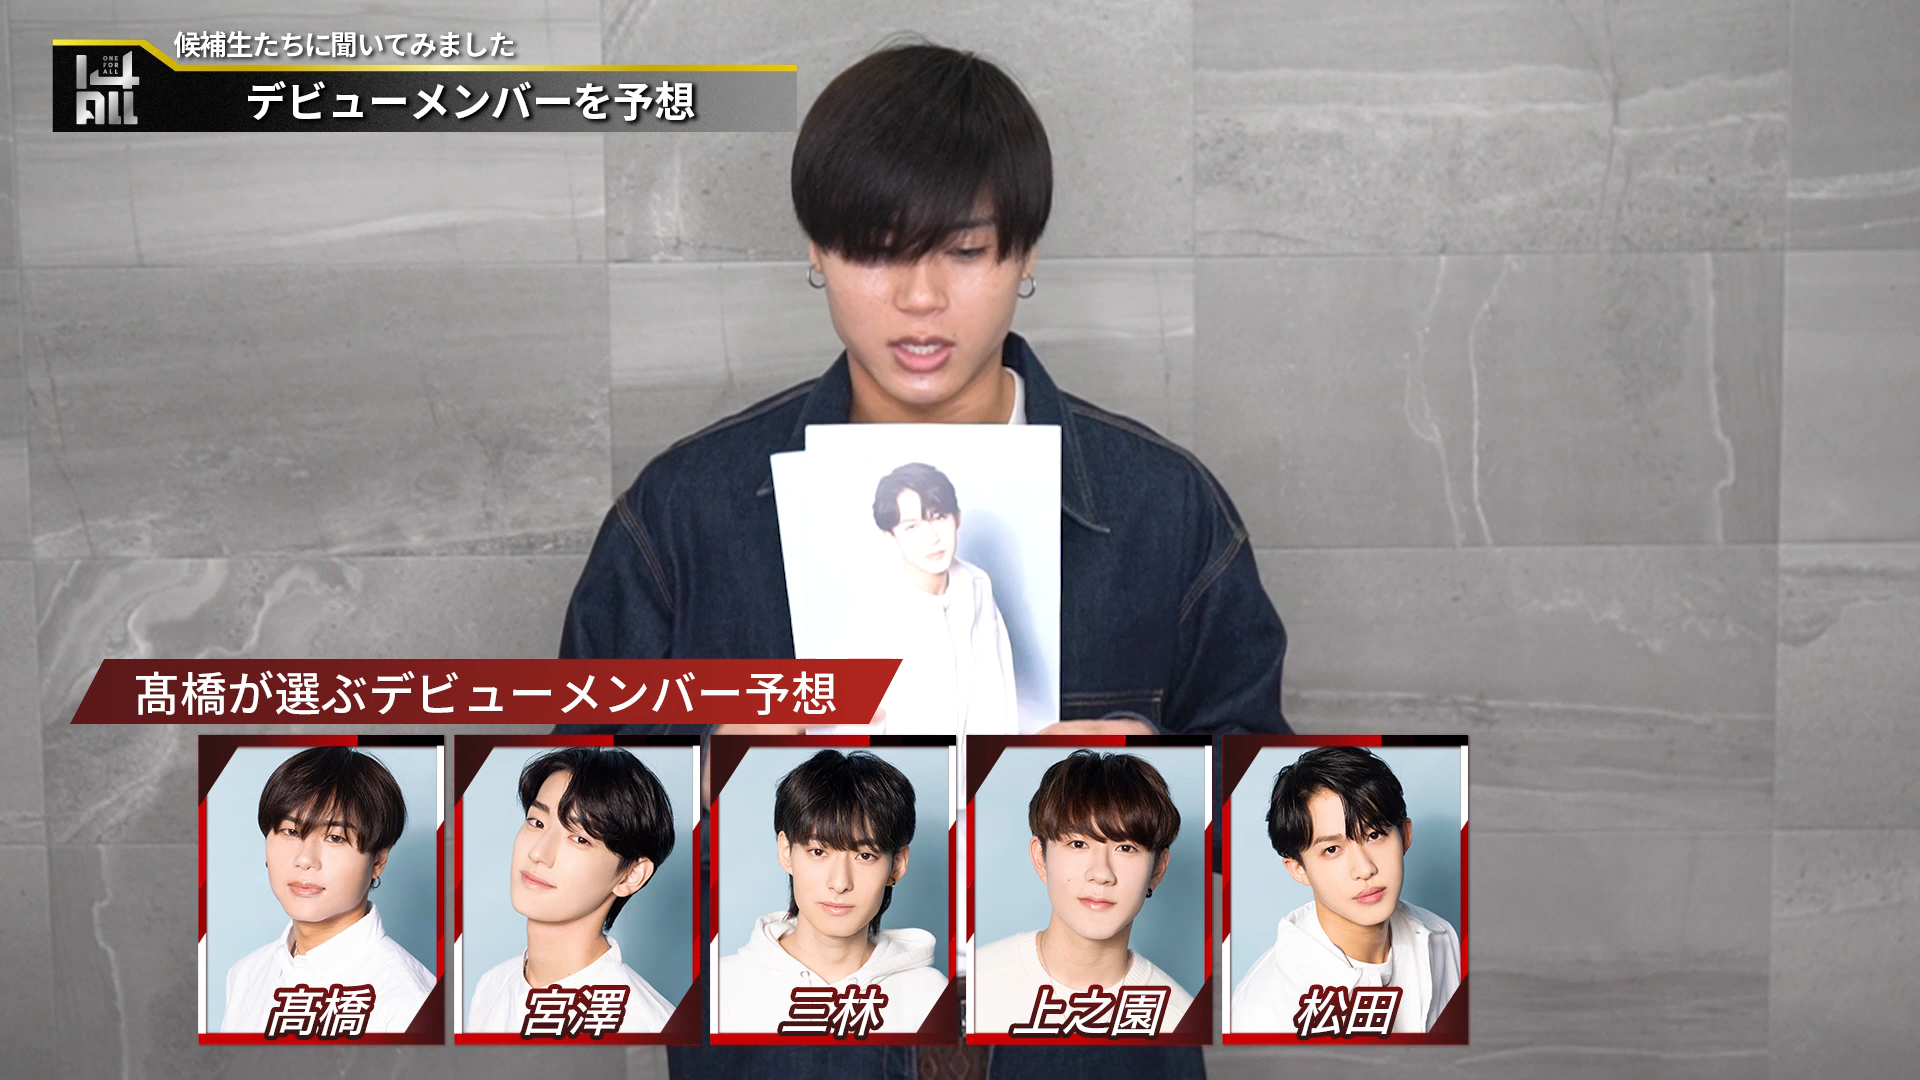 候補生たちに聞いてみました
ONE
FOR
ALL
14
ALL
デビューメンバーを予想
髙橋が選ぶデビューメンバー予想
髙橋
宮澤
三林
上之園
松田